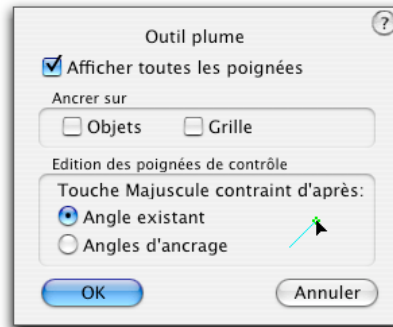 ?
Outil plume
Afficher toutes les poignées
Ancrer sur
Objets Grille
Edition des poignées de contrôle
Touche Majuscule contraint d'après:
Angle existant
Angles d'ancrage
OK Annuler